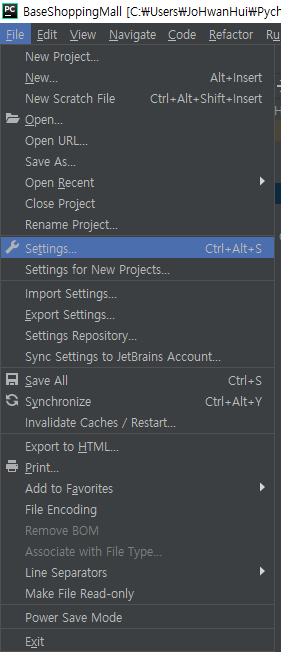 PC BaseShoppingMall [C:₩Users₩JoHwanHui₩Pych
File Edit View Navigate Code Refactor Ru
New Project...
New... Alt+Insert
New Scratch File Ctrl+Alt+Shift+Insert
Open...
Open URL...
Save As...
Open Recent
Close Project
Rename Project...
Settings... Ctrl+Alt+S
Settings for New Projects...
Import Settings...
Export Settings...
Settings Repository...
Sync Settings to JetBrains Account...
Save All Ctrl+S
Synchronize Ctrl+Alt+Y
Invalidate Caches / Restart...
Export to HTML...
Print...
Add to Favorites
File Encoding
Remove BOM
Associate with File Type...
Line Separators
Make File Read-only
Power Save Mode
Exit